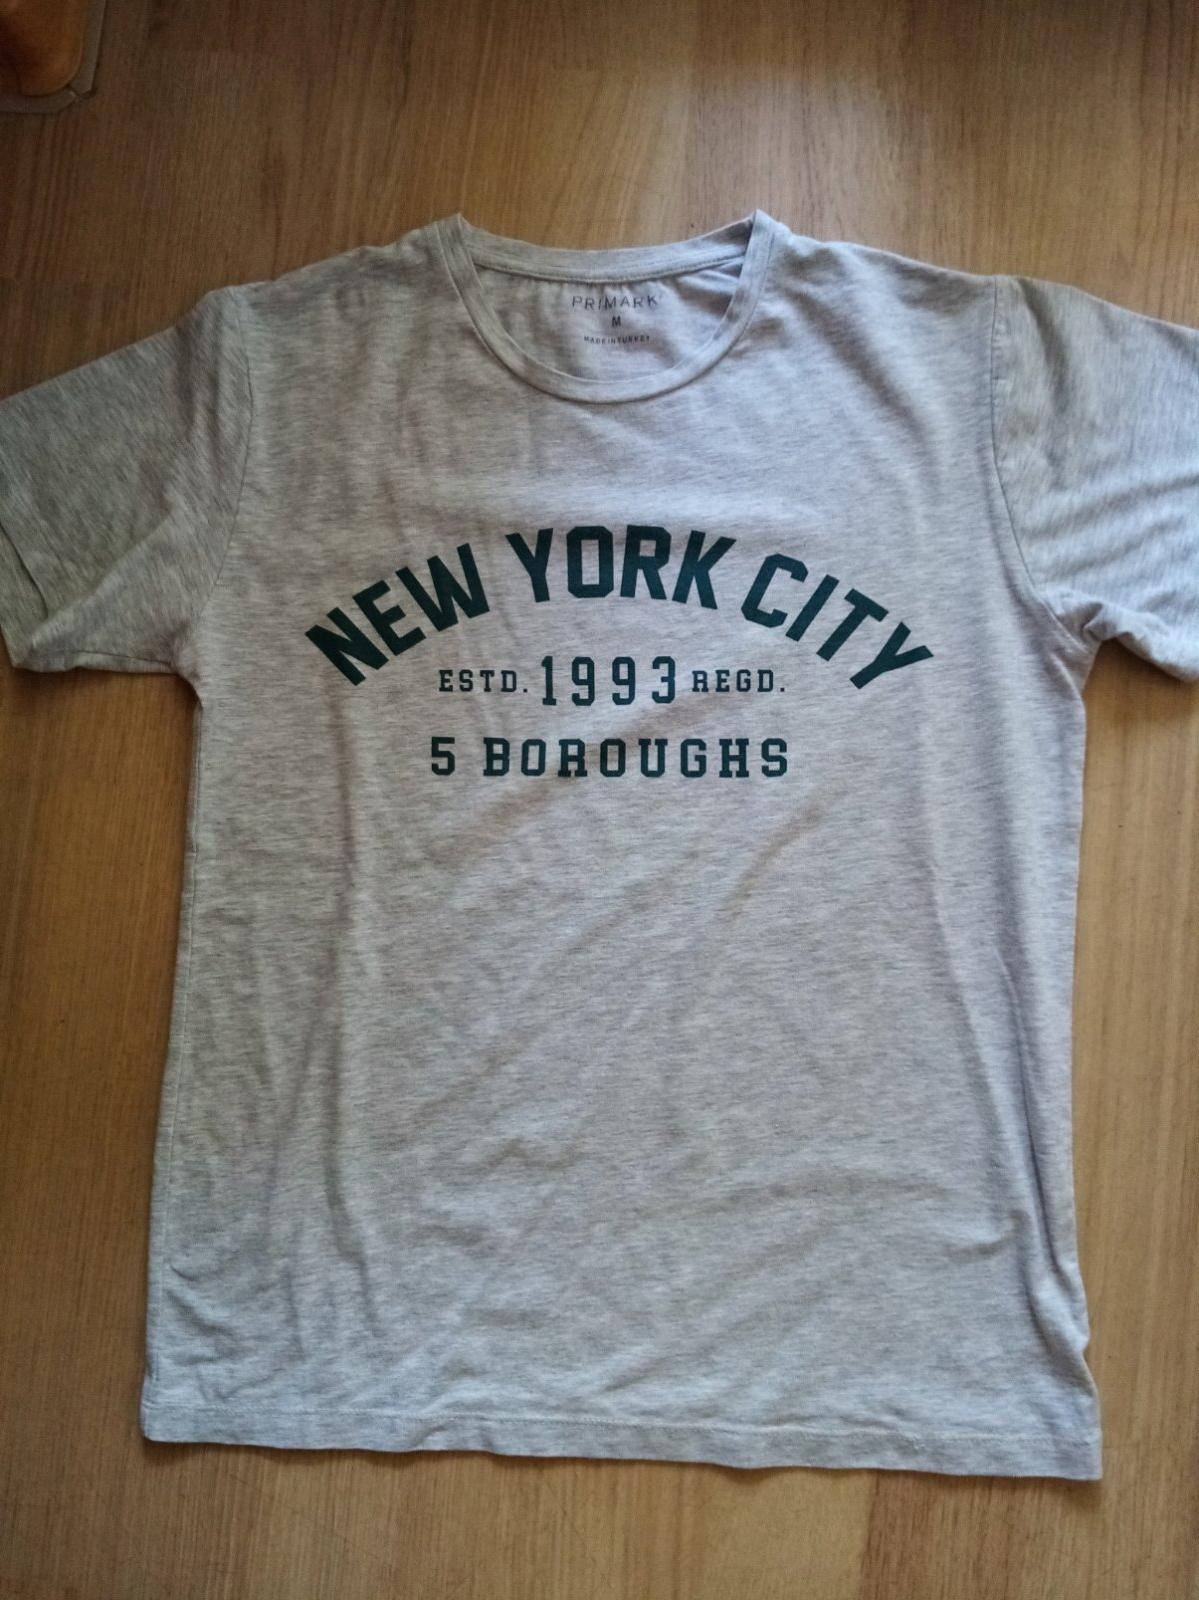 PRIMARK
M
MADE IN TURKEY
NEW YORK CITY
ESTD. 1993 REGD.
5 BOROUGHS